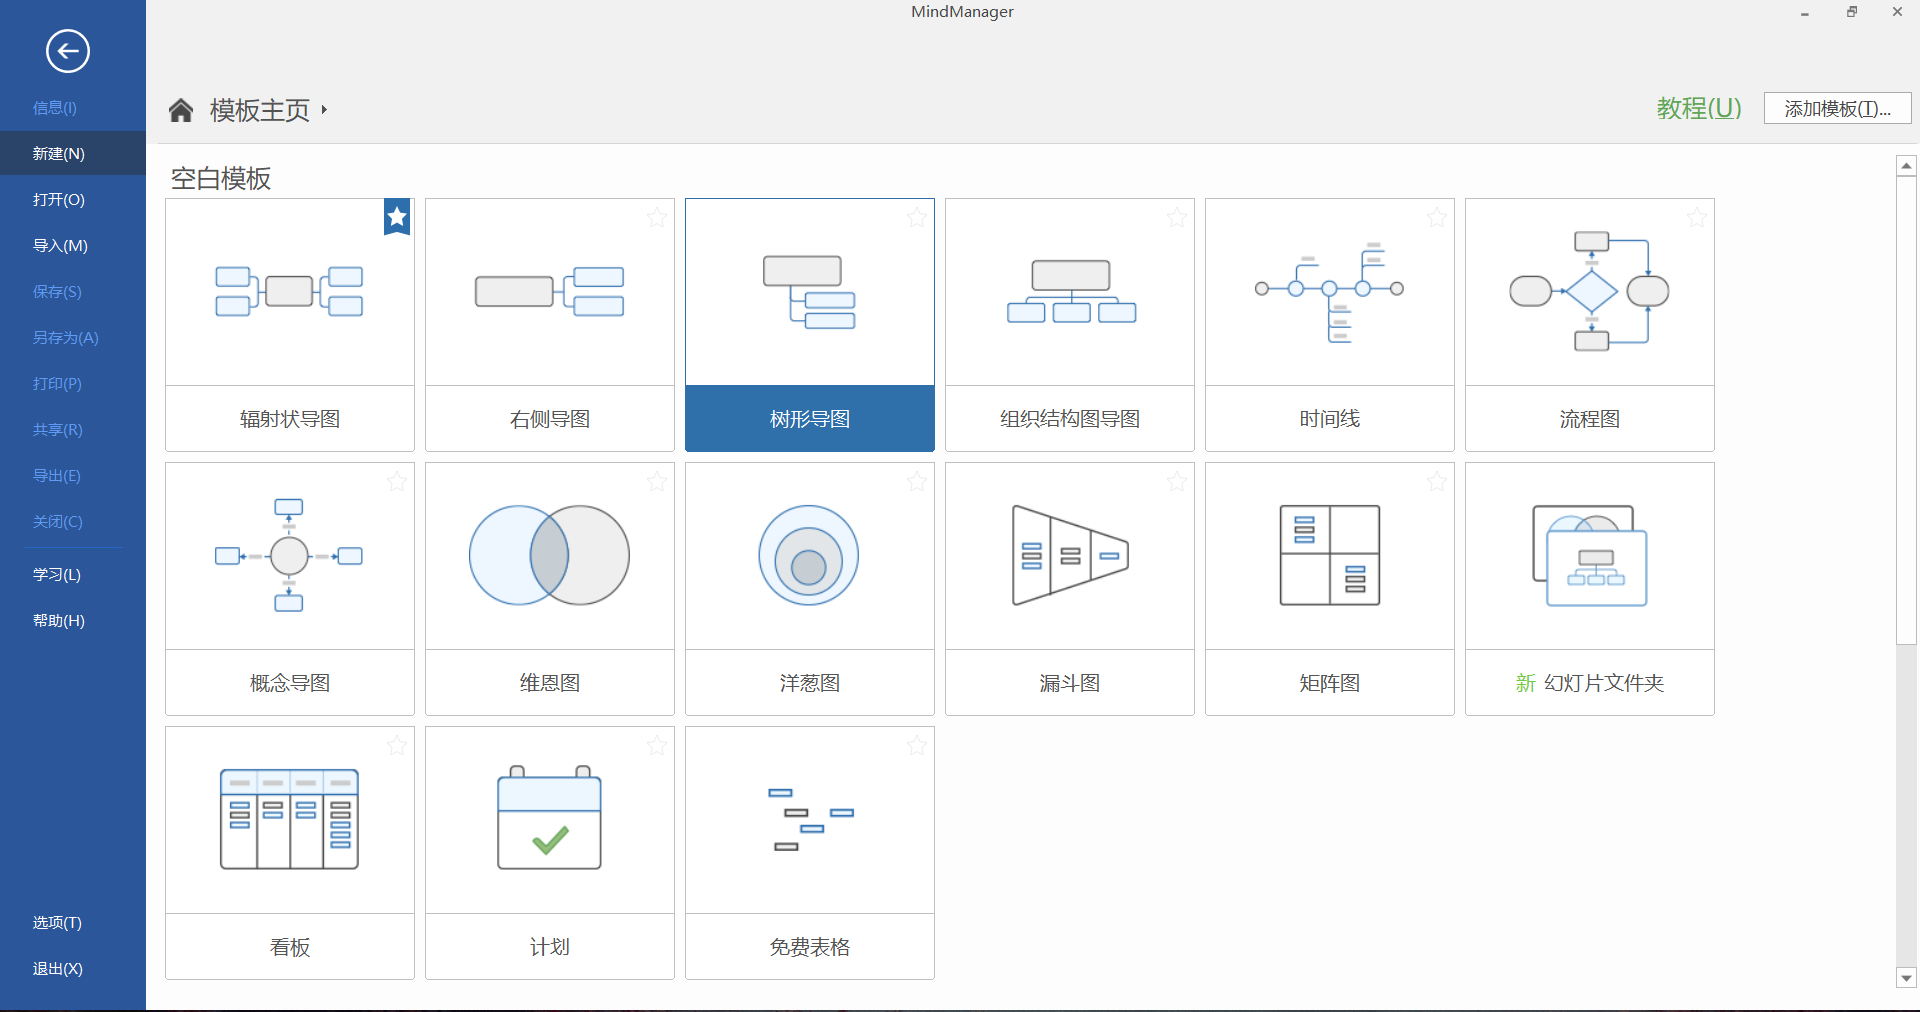 MindManager
信息(I)
新建(N)
打开(O)
导入(M)
保存(S)
另存为(A)
打印(P)
共享(R)
导出(E)
关闭(C)
学习(L)
帮助(H)
选项(T)
退出(X)
模板主页
教程(U)
添加模板(T)...
空白模板
辐射状导图
右侧导图
树形导图
组织结构图导图
时间线
流程图
概念导图
维恩图
洋葱图
漏斗图
矩阵图
新 幻灯片文件夹
看板
计划
免费表格